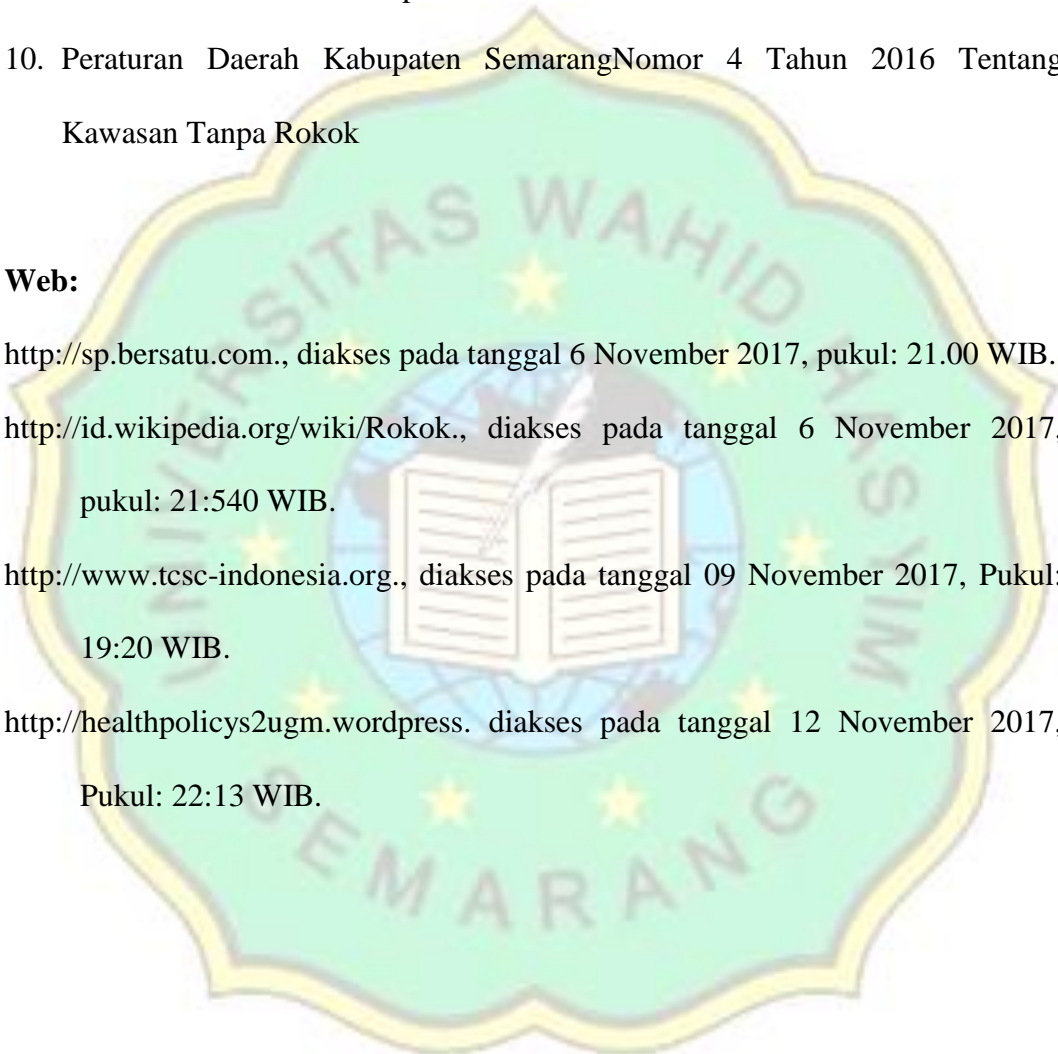 10. Peraturan Daerah Kabupaten SemarangNomor 4 Tahun 2016 Tentang
Kawasan Tanpa Rokok
Web:
http://sp.bersatu.com., diakses pada tanggal 6 November 2017, pukul: 21.00 WIB.
http://id.wikipedia.org/wiki/Rokok., diakses pada tanggal 6 November 2017,
pukul: 21:540 WIB.
http://www.tcsc-indonesia.org., diakses pada tanggal 09 November 2017, Pukul:
19:20 WIB.
http://healthpolicys2ugm.wordpress. diakses pada tanggal 12 November 2017,
Pukul: 22:13 WIB.
UNIVERSITAS WAHID HASYIM
SEMARANG